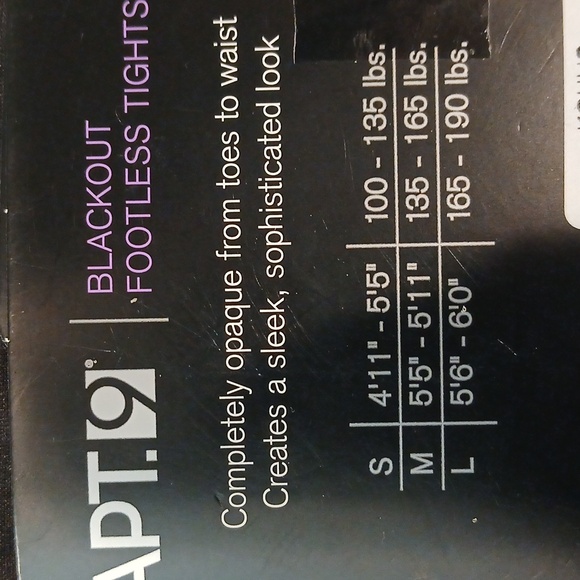 APT.9®
BLACKOUT
FOOTLESS TIGHTS
Completely opaque from toes to waist
Creates a sleek, sophisticated look
S 4'11" - 5'5" 100 - 135 lbs.
M 5'5" - 5'11" 135 - 165 lbs.
L 5'6" - 6'0" 165 - 190 lbs.